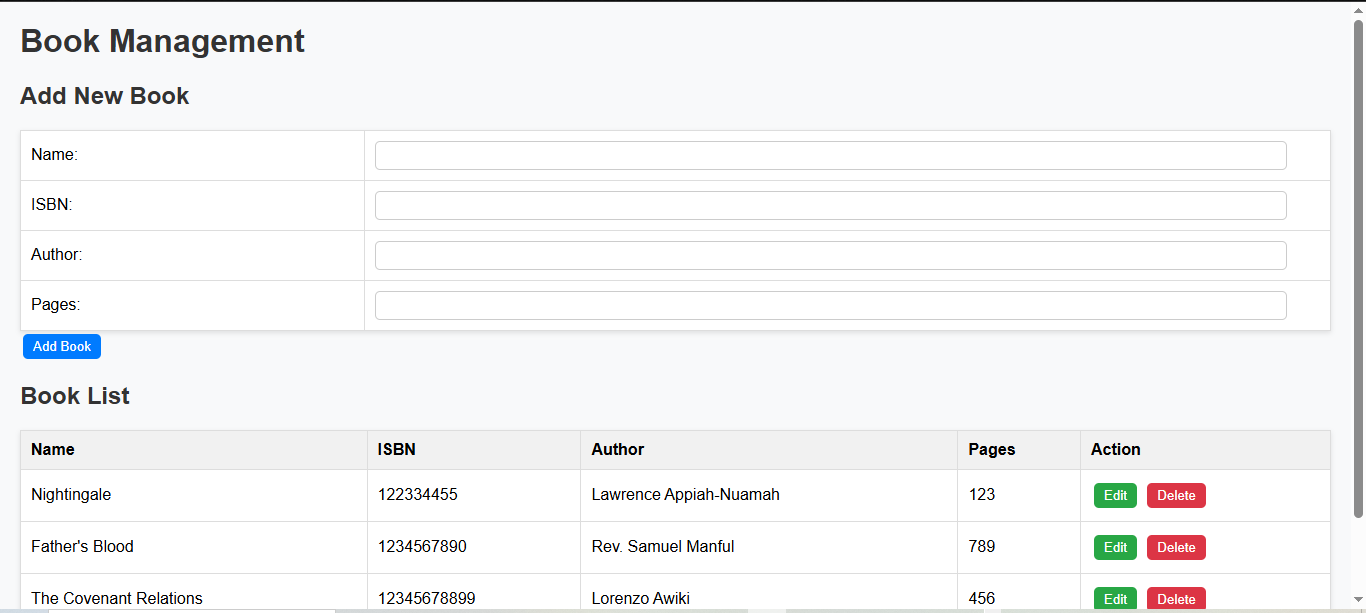 Book Management
Add New Book
Name:
ISBN:
Author:
Pages:
Add Book
Book List
Name ISBN Author Pages Action
Nightingale 122334455 Lawrence Appiah-Nuamah 123 Edit Delete
Father's Blood 1234567890 Rev. Samuel Manful 789 Edit Delete
The Covenant Relations 12345678899 Lorenzo Awiki 456 Edit Delete